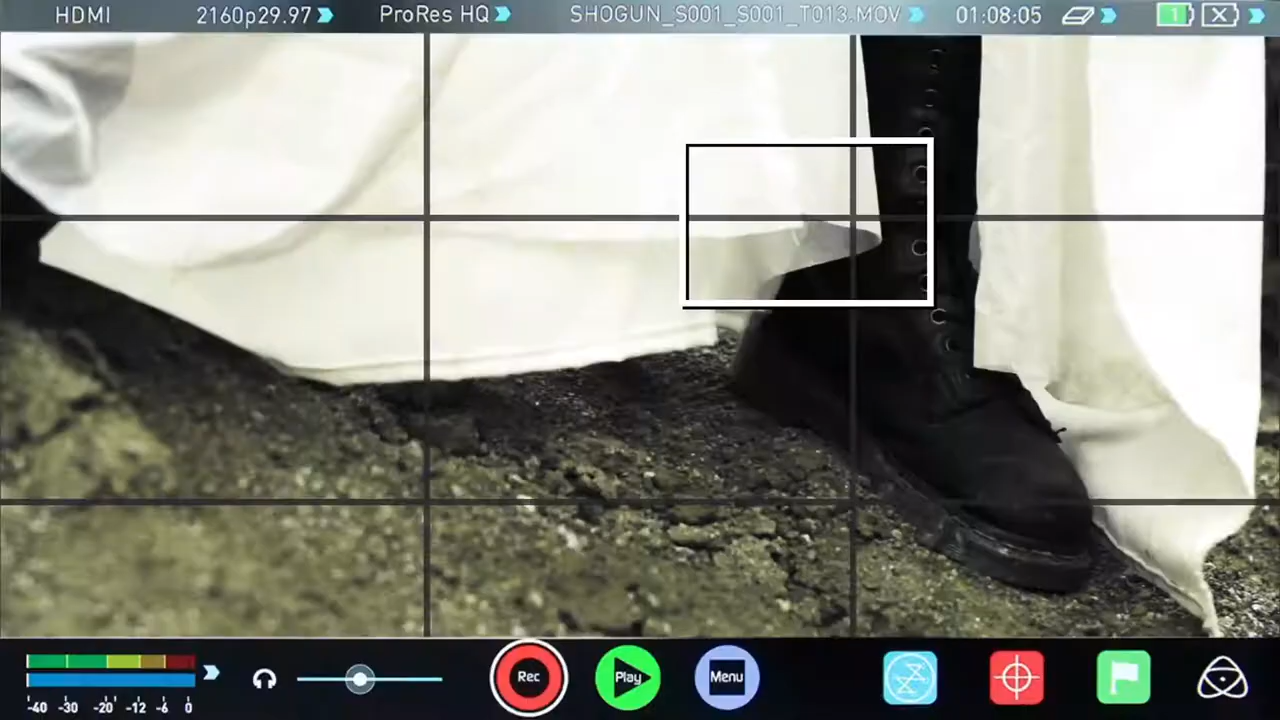 HDMI 2160p29.97 ProRes HQ SHOGUN_S001_S001_T013.MOV 01:08:05 1 X
Rec Play Menu
-40 -30 -20 -12 -6 0